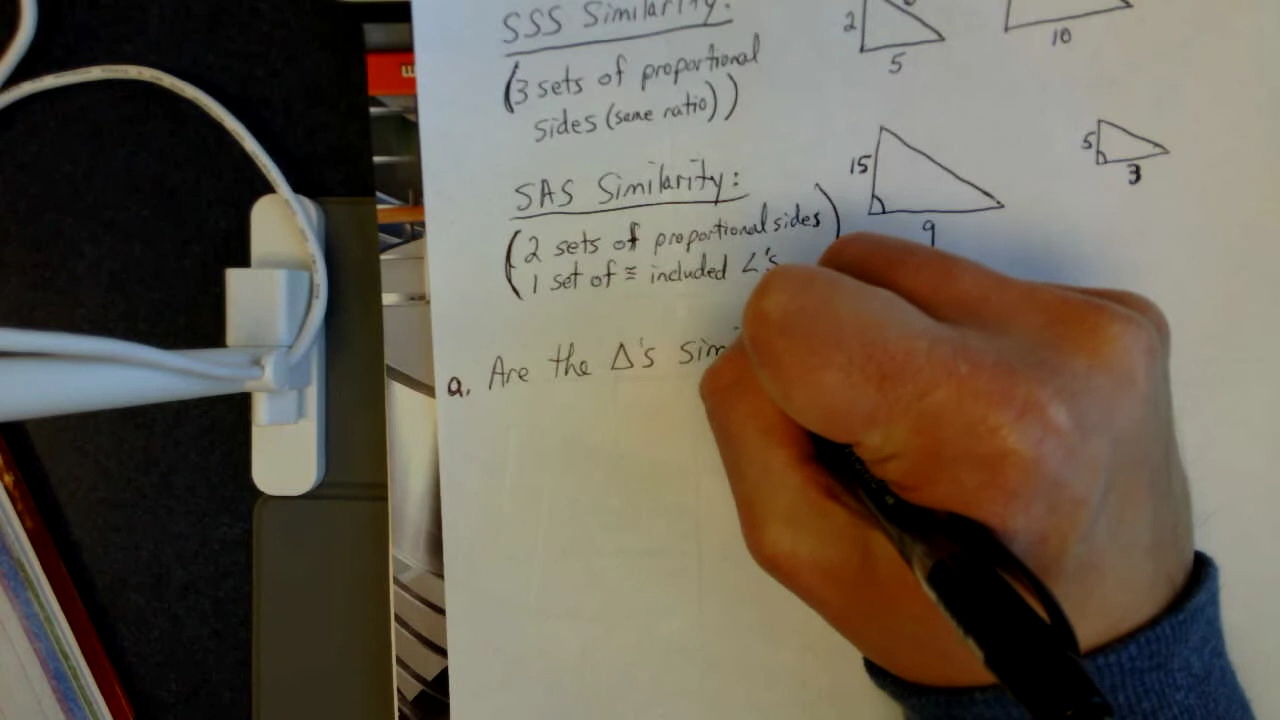 SSS Similarity:
(3 sets of proportional
sides (same ratio))
2
5
10
SAS Similarity:
(2 sets of proportional sides)
1 set of ≅ included ∠'s
15
9
5
3
a. Are the Δ's sim